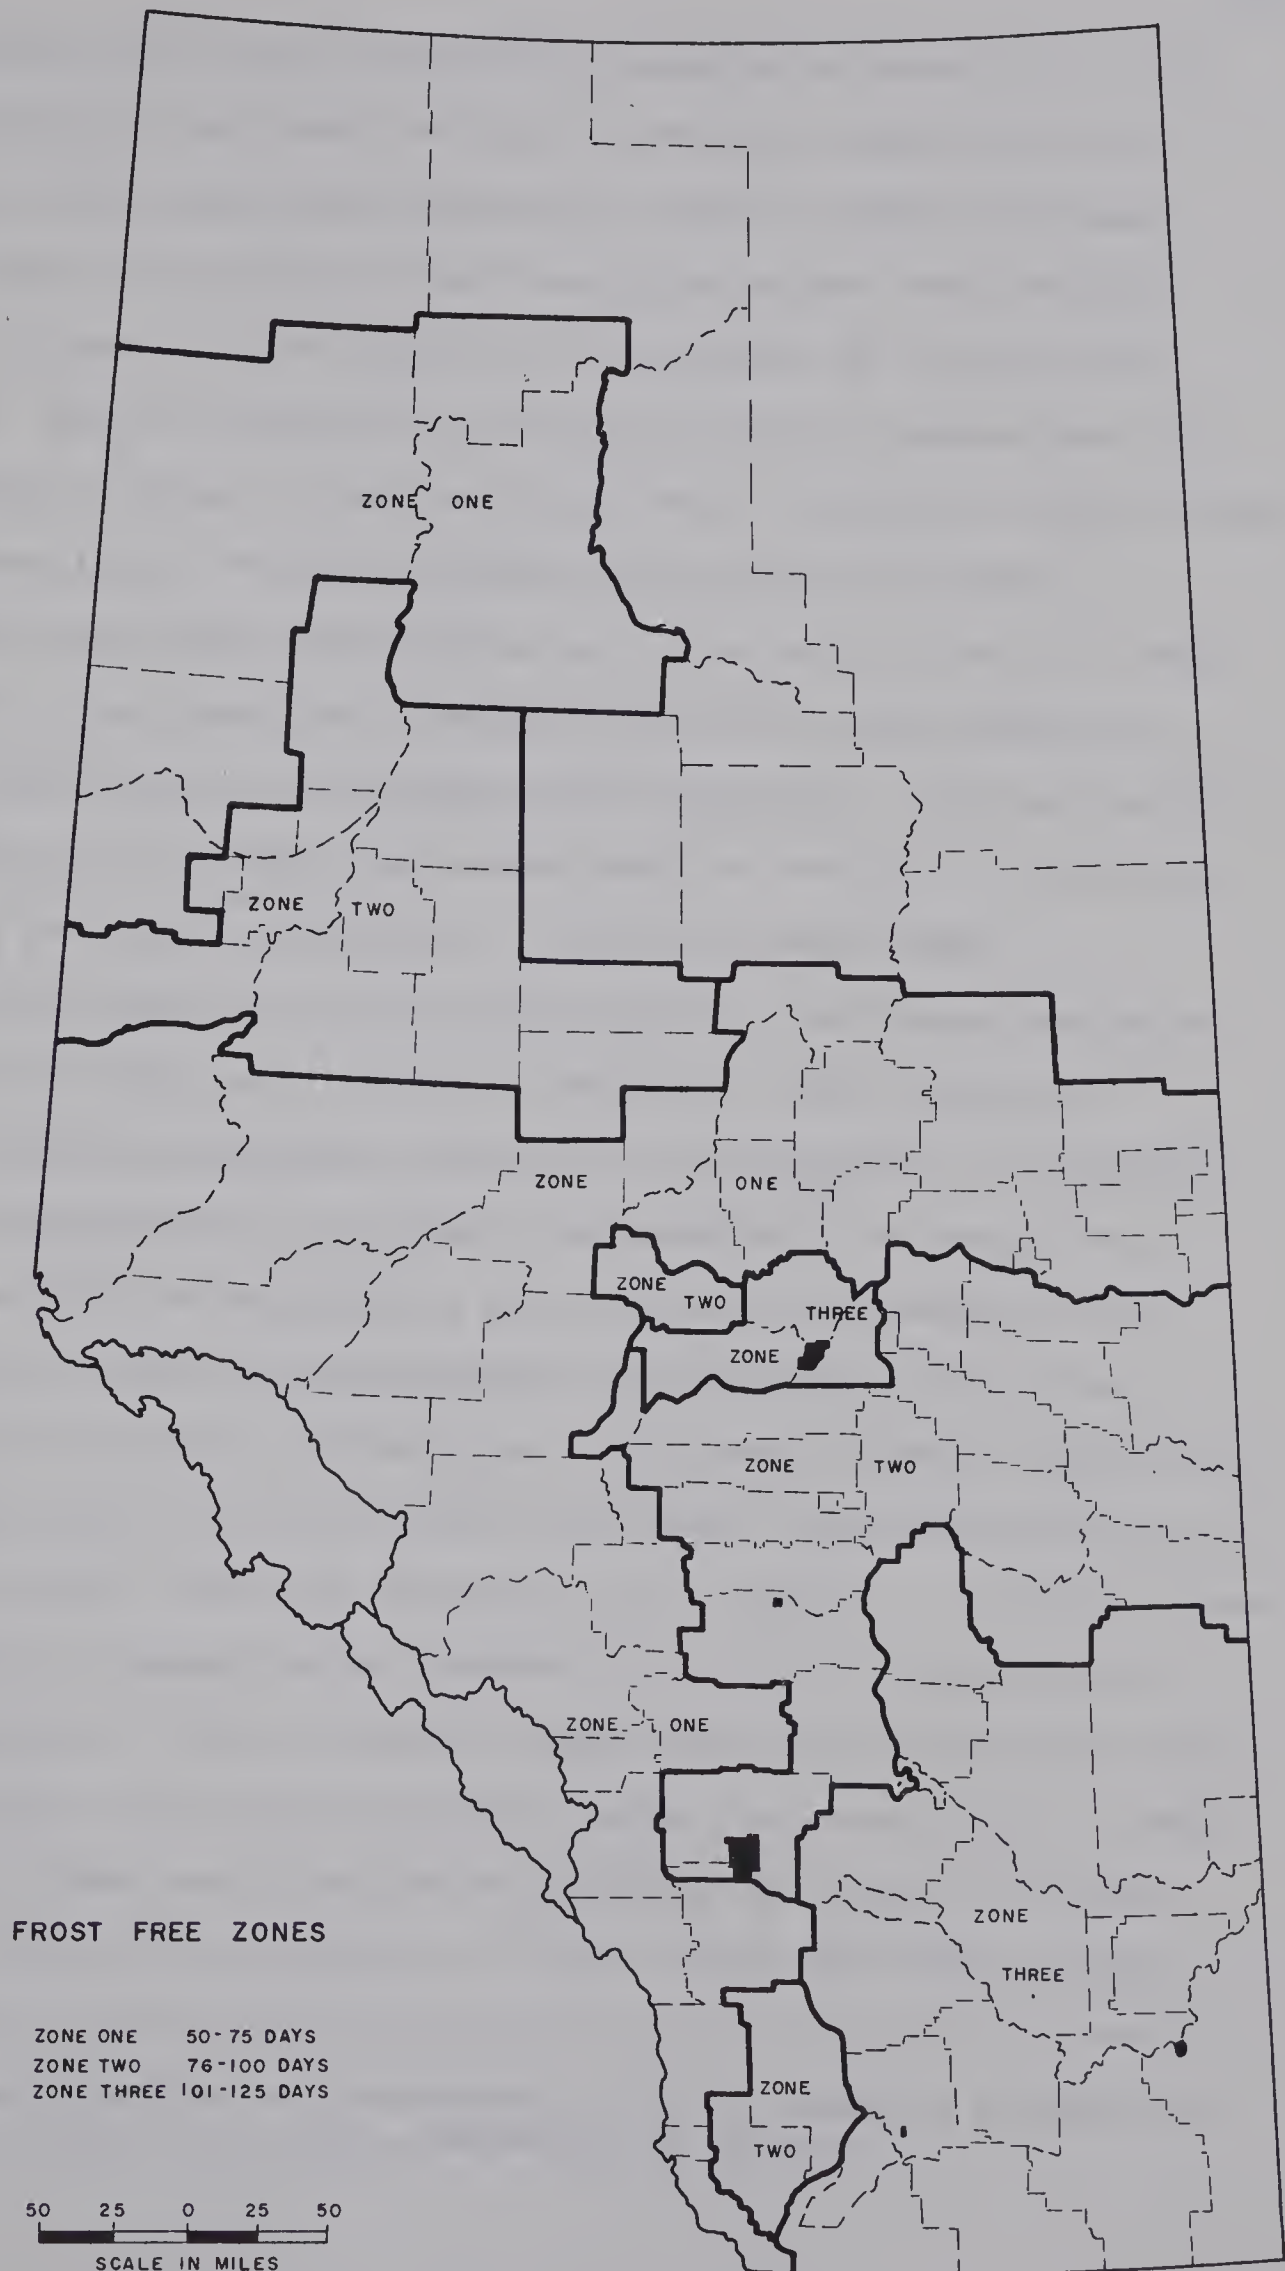 ZONE ONE
ZONE TWO
ZONE ONE
ZONE TWO
THREE
ZONE
ZONE TWO
ZONE ONE
ZONE
THREE
ZONE
TWO
FROST FREE ZONES
ZONE ONE 50-75 DAYS
ZONE TWO 76-100 DAYS
ZONE THREE 101-125 DAYS
50 25 0 25 50
SCALE IN MILES